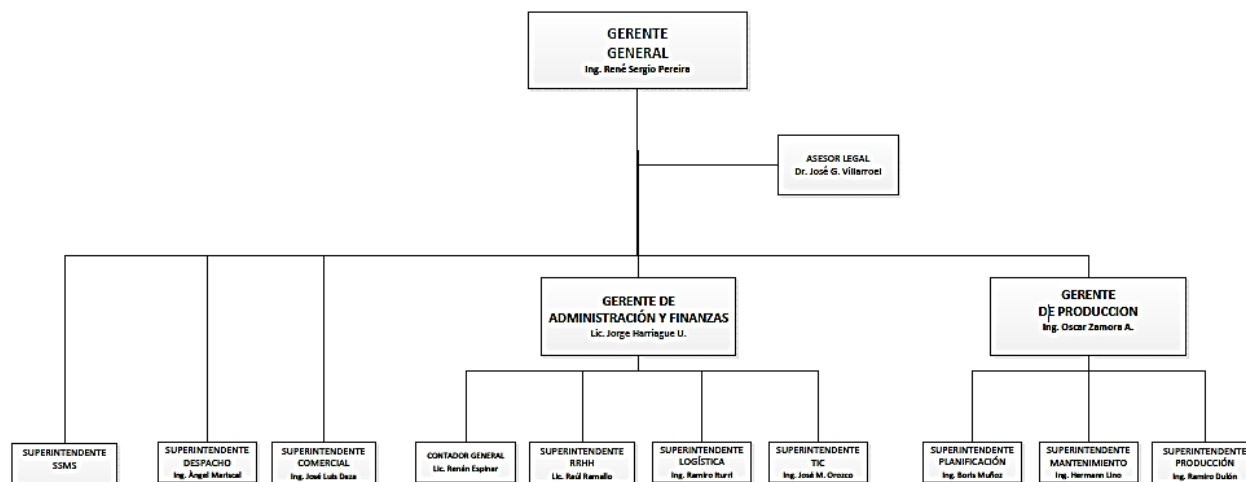 GERENTE
GENERAL
Ing. René Sergio Pereira
ASESOR LEGAL
Dr. José G. Villarroel
GERENTE DE
ADMINISTRACIÓN Y FINANZAS
Lic. Jorge Harriague U.
GERENTE
DE PRODUCCION
Ing. Oscar Zamora A.
SUPERINTENDENTE
SSMS
SUPERINTENDENTE
DESPACHO
Ing. Ángel Mariscal
SUPERINTENDENTE
COMERCIAL
Ing. José Luis Deza
CONTADOR GENERAL
Lic. Renán Espinar
SUPERINTENDENTE
RRHH
Lic. Raúl Ramallo
SUPERINTENDENTE
LOGÍSTICA
Ing. Ramiro Iturri
SUPERINTENDENTE
TIC
Ing. José M. Orozco
SUPERINTENDENTE
PLANIFICACIÓN
Ing. Boris Muñoz
SUPERINTENDENTE
MANTENIMIENTO
Ing. Hermann Lino
SUPERINTENDENTE
PRODUCCIÓN
Ing. Ramiro Dulón